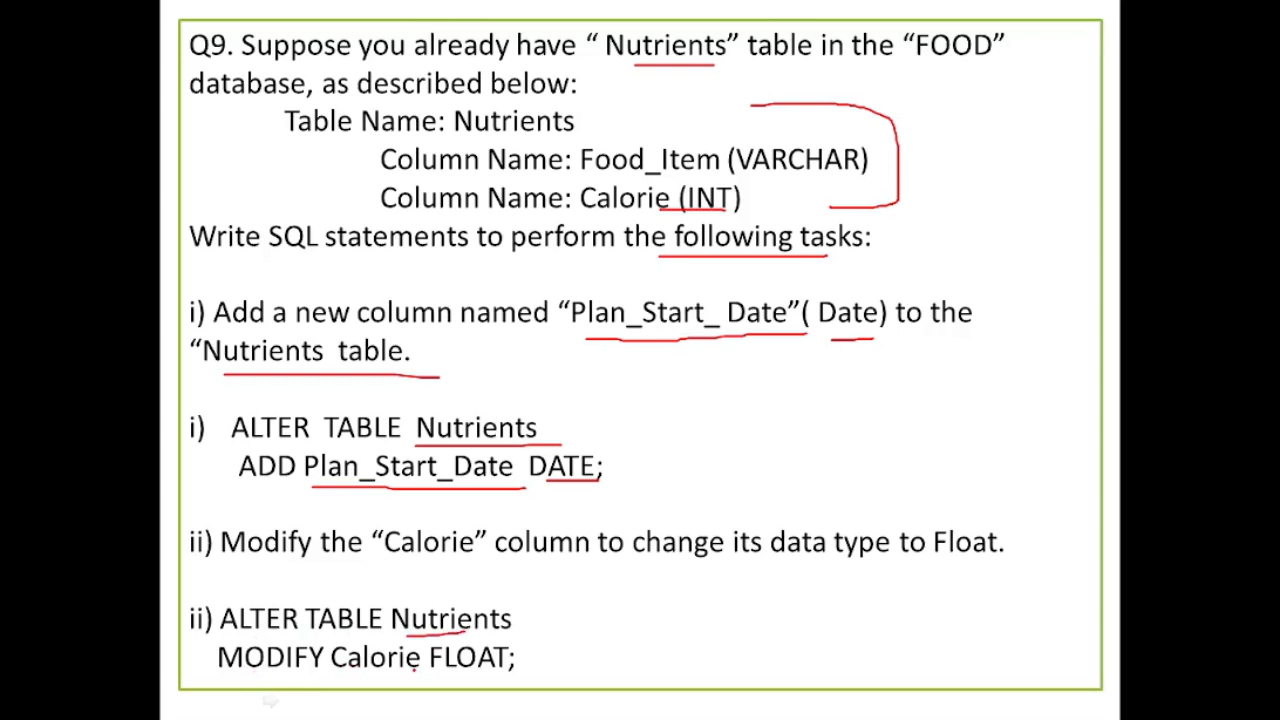 Q9. Suppose you already have “ Nutrients” table in the “FOOD”
database, as described below:
Table Name: Nutrients
Column Name: Food_Item (VARCHAR)
Column Name: Calorie (INT)
Write SQL statements to perform the following tasks:
i) Add a new column named “Plan_Start_ Date”( Date) to the
“Nutrients table.
i) ALTER TABLE Nutrients
ADD Plan_Start_Date DATE;
ii) Modify the “Calorie” column to change its data type to Float.
ii) ALTER TABLE Nutrients
MODIFY Calorie FLOAT;